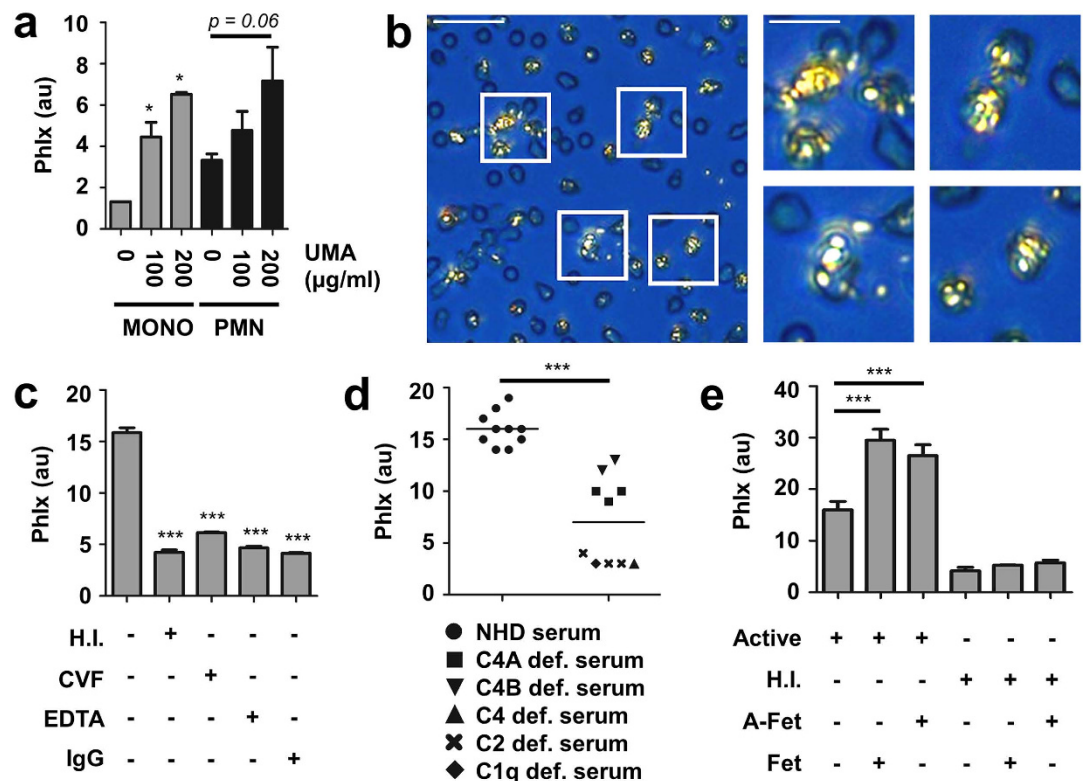 a
p = 0.06
10
8
6
4
2
0
Phlx (au)
*
*
0
100
200
0
100
200
UMA
(µg/ml)
MONO
PMN
b
c
20
15
10
5
0
Phlx (au)
***
***
***
***
H.I. - + - - -
CVF - - + - -
EDTA - - - + -
IgG - - - - +
d
***
20
15
10
5
0
Phlx (au)
NHD serum
C4A def. serum
C4B def. serum
C4 def. serum
C2 def. serum
C1q def. serum
e
***
***
40
30
20
10
0
Phlx (au)
Active + + + - - -
H.I. - - - + + +
A-Fet - - + - - +
Fet - + - - + -